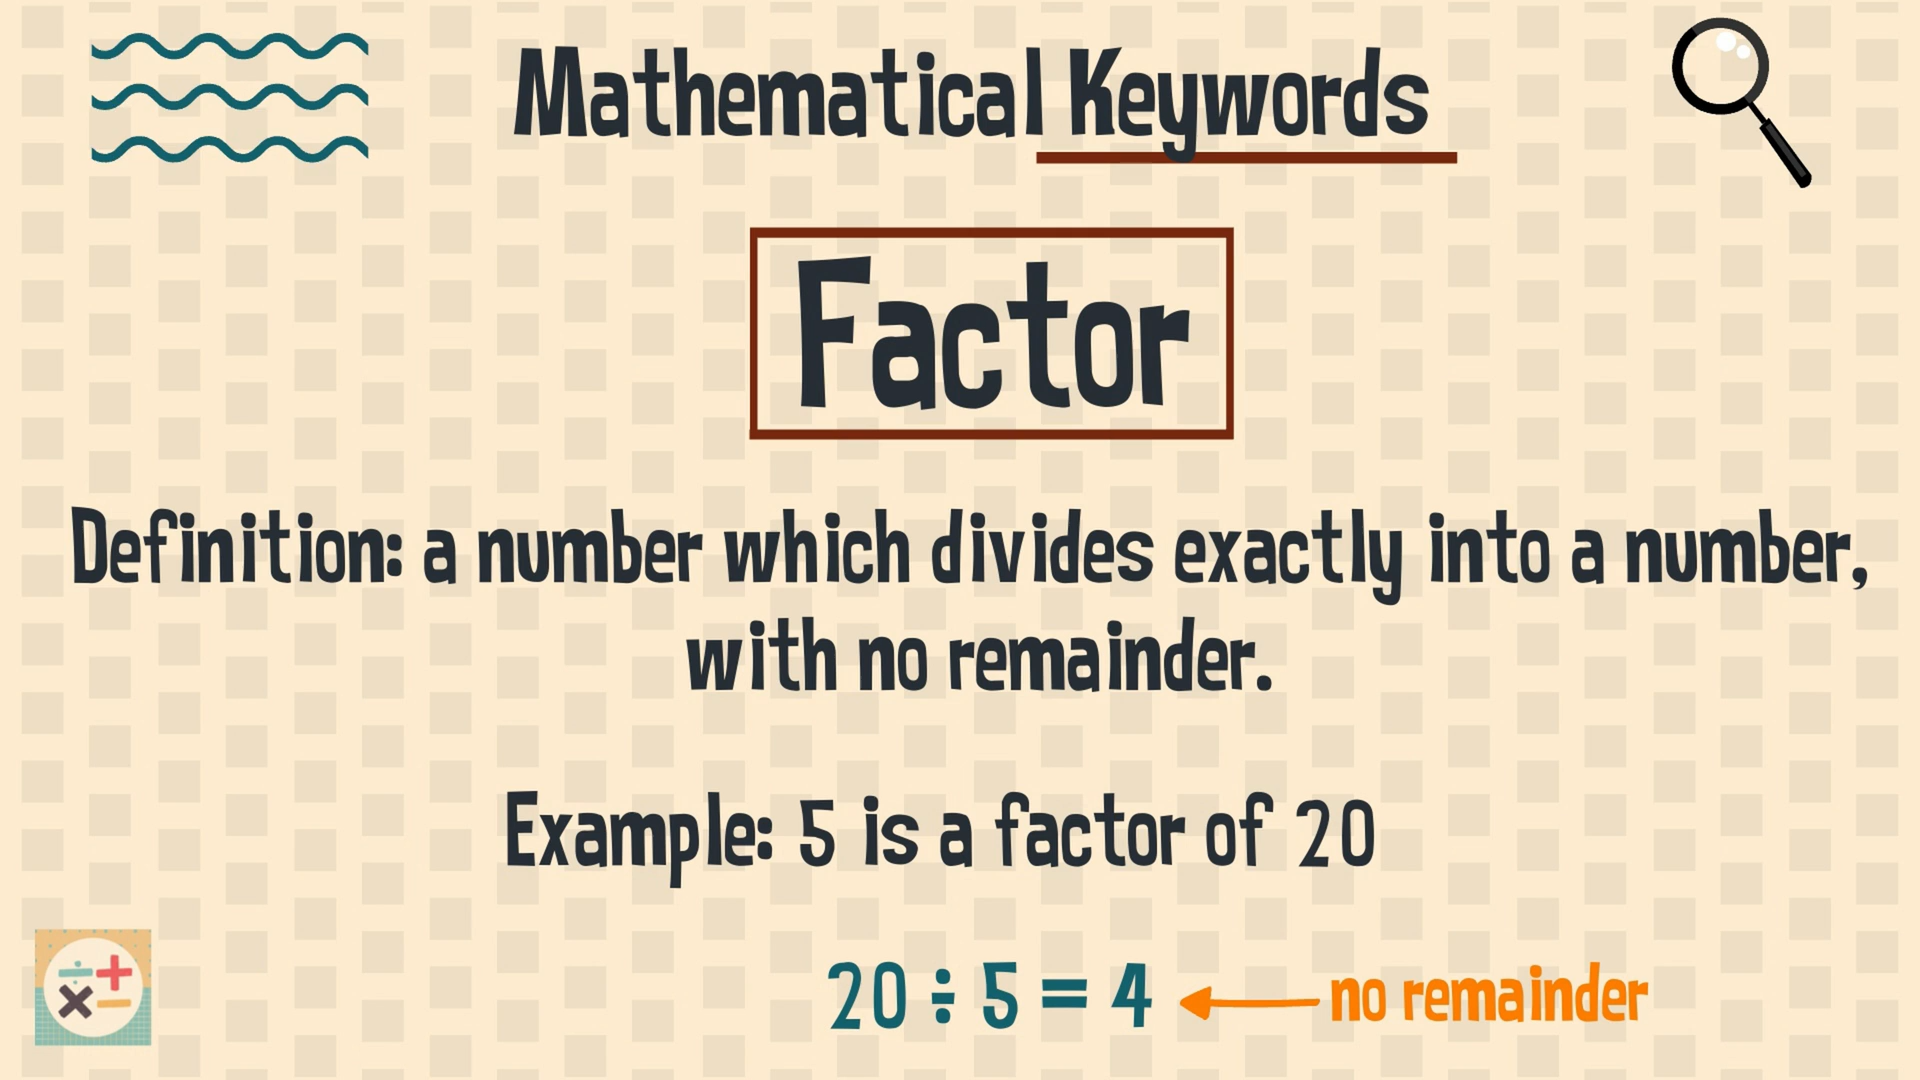 Mathematical Keywords
Factor
Definition: a number which divides exactly into a number,
with no remainder.
Example: 5 is a factor of 20
20 ÷ 5 = 4
no remainder